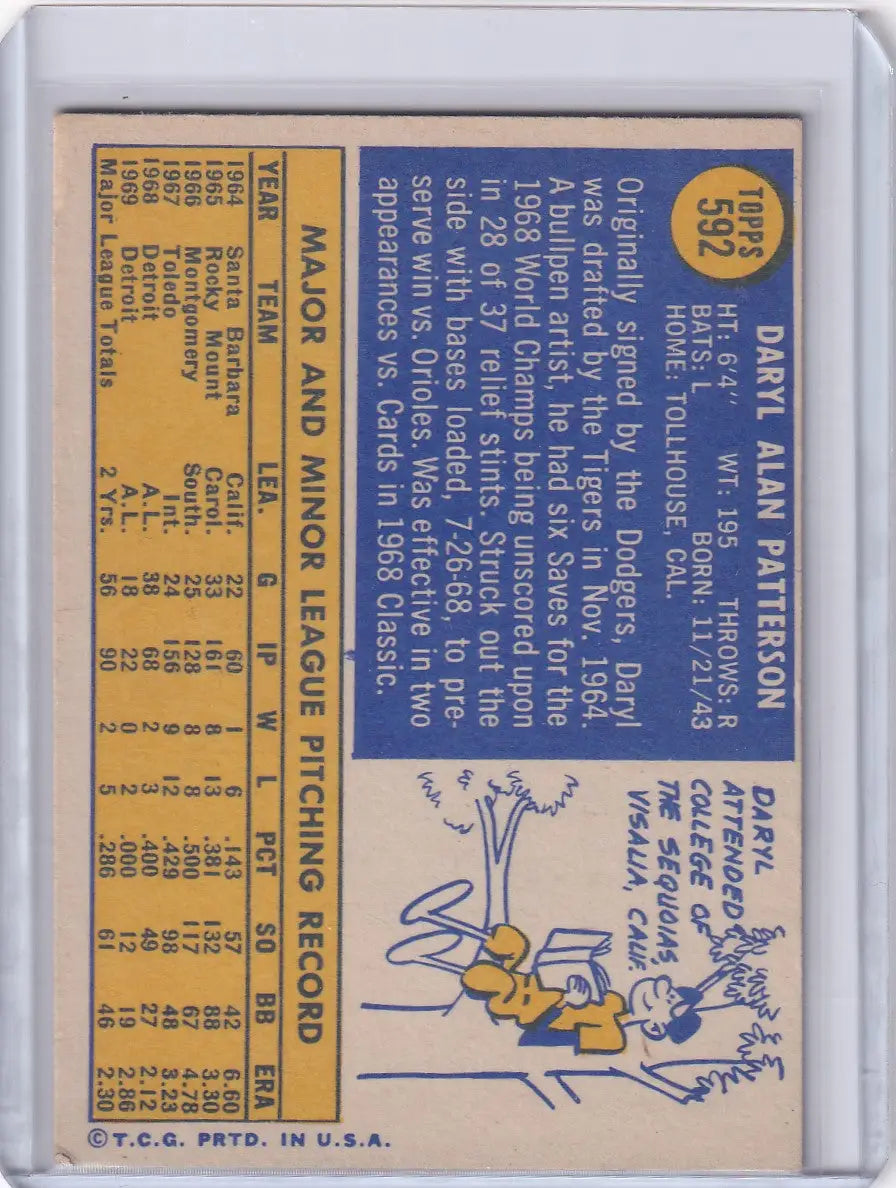 TOPPS
592
DARYL ALAN PATTERSON
HT: 6'4" WT: 195 THROWS: R
BATS: L BORN: 11/21/43
HOME: TOLLHOUSE, CAL.
Originally signed by the Dodgers, Daryl
was drafted by the Tigers in Nov. 1964.
A bullpen artist, he had six Saves for the
1968 World Champs being unscored upon
in 28 of 37 relief stints. Struck out the
side with bases loaded, 7-26-68, to pre-
serve win vs. Orioles. Was effective in two
appearances vs. Cards in 1968 Classic.
DARYL
ATTENDED
COLLEGE OF
THE SEQUOIAS,
VISALIA, CALIF.
MAJOR AND MINOR LEAGUE PITCHING RECORD
YEAR TEAM LEA. G IP W L PCT SO BB ERA
1964 Santa Barbara Calif. 22 60 1 6 .143 57 42 6.60
1965 Rocky Mount Carol. 33 161 8 13 .381 132 88 3.30
1966 Montgomery South. 25 128 8 8 .500 117 67 4.78
1967 Toledo Int. 24 156 9 12 .429 98 48 3.23
1968 Detroit A.L. 38 68 2 3 .400 49 27 2.12
1969 Detroit A.L. 18 22 0 2 .000 12 19 2.86
Major League Totals 2 Yrs. 56 90 2 5 .286 61 46 2.30
© T.C.G. PRTD. IN U.S.A.